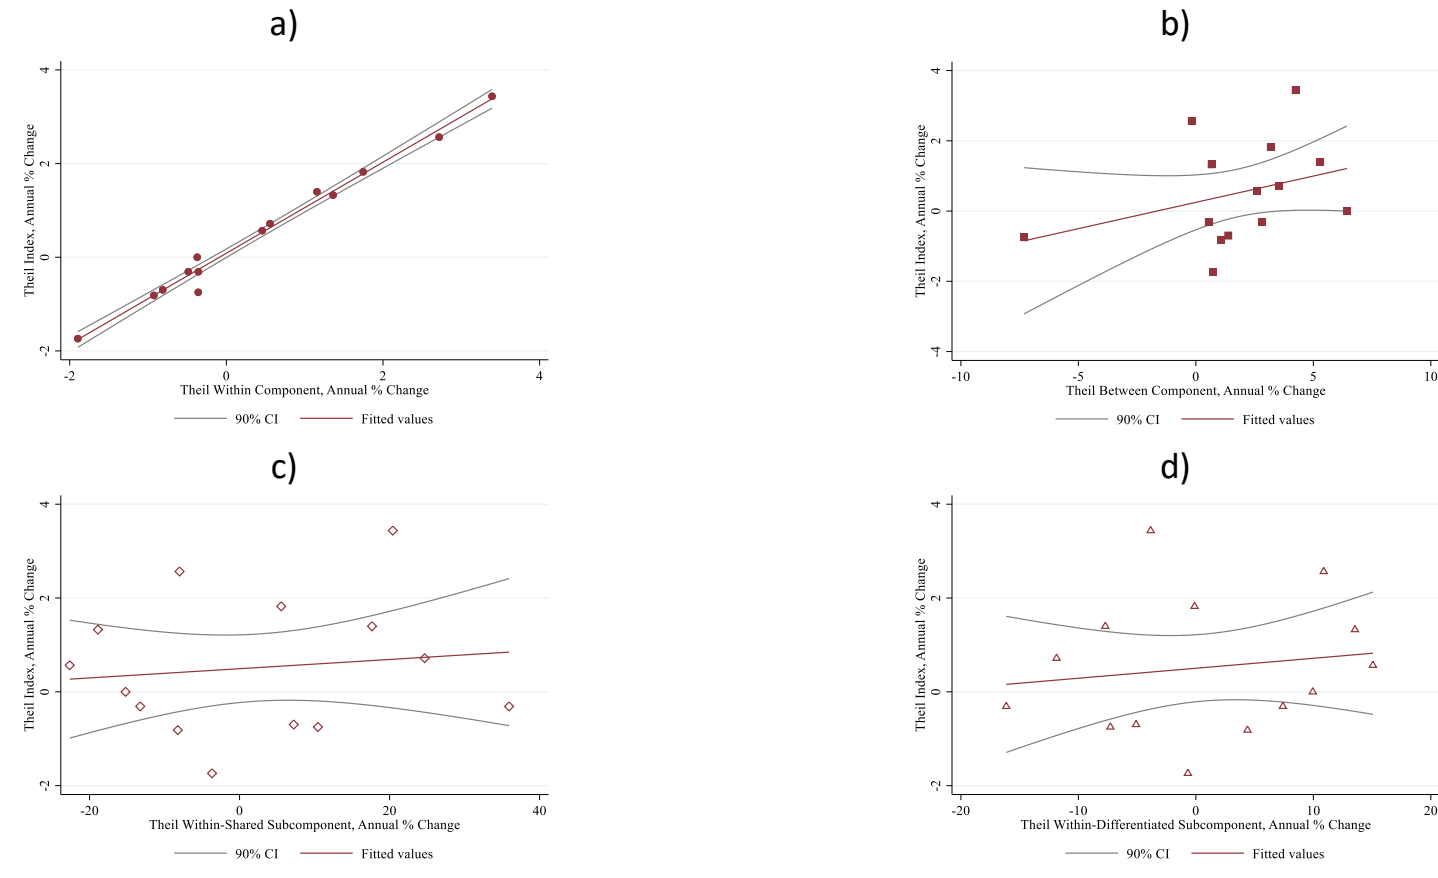 a)
Theil Index, Annual % Change
4
2
0
-2
-2 0 2 4
Theil Within Component, Annual % Change
90% CI Fitted values
b)
Theil Index, Annual % Change
4
2
0
-2
-4
-10 -5 0 5 10
Theil Between Component, Annual % Change
90% CI Fitted values
c)
Theil Index, Annual % Change
4
2
0
-2
-20 0 20 40
Theil Within-Shared Subcomponent, Annual % Change
90% CI Fitted values
d)
Theil Index, Annual % Change
4
2
0
-2
-20 -10 0 10 20
Theil Within-Differentiated Subcomponent, Annual % Change
90% CI Fitted values